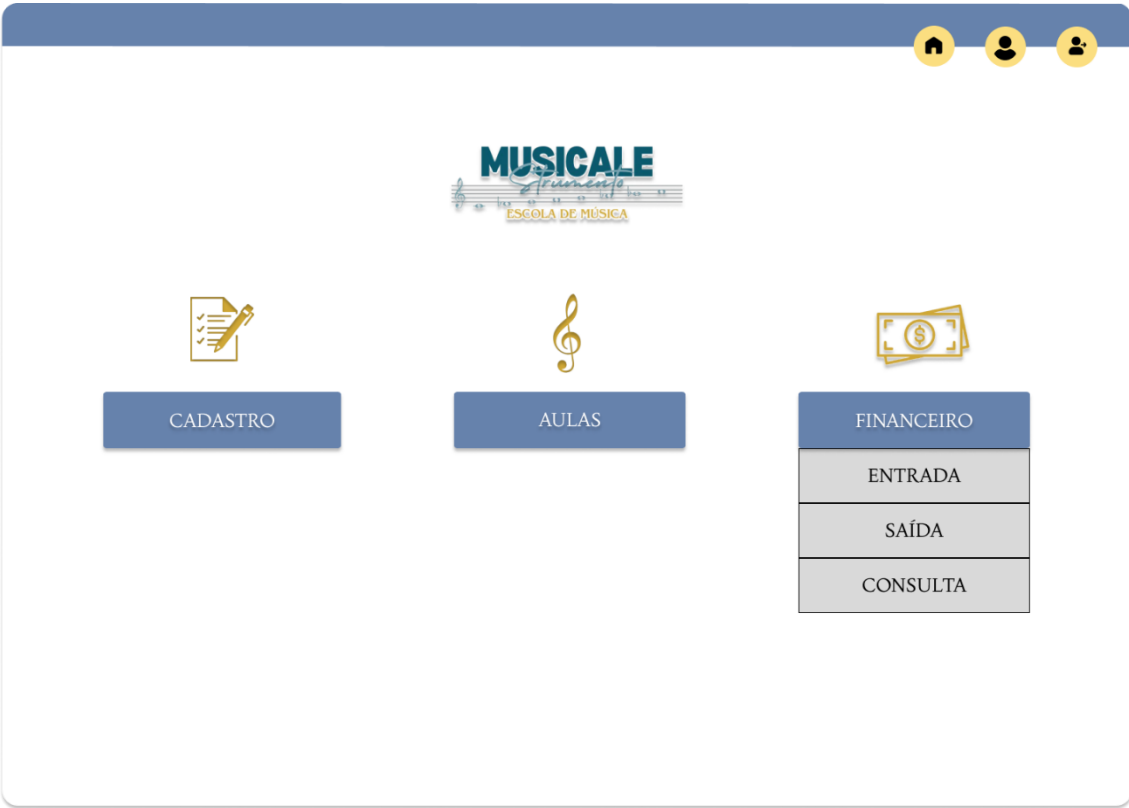 MUSICALE
Strumento
ESCOLA DE MÚSICA
CADASTRO
AULAS
FINANCEIRO
ENTRADA
SAÍDA
CONSULTA